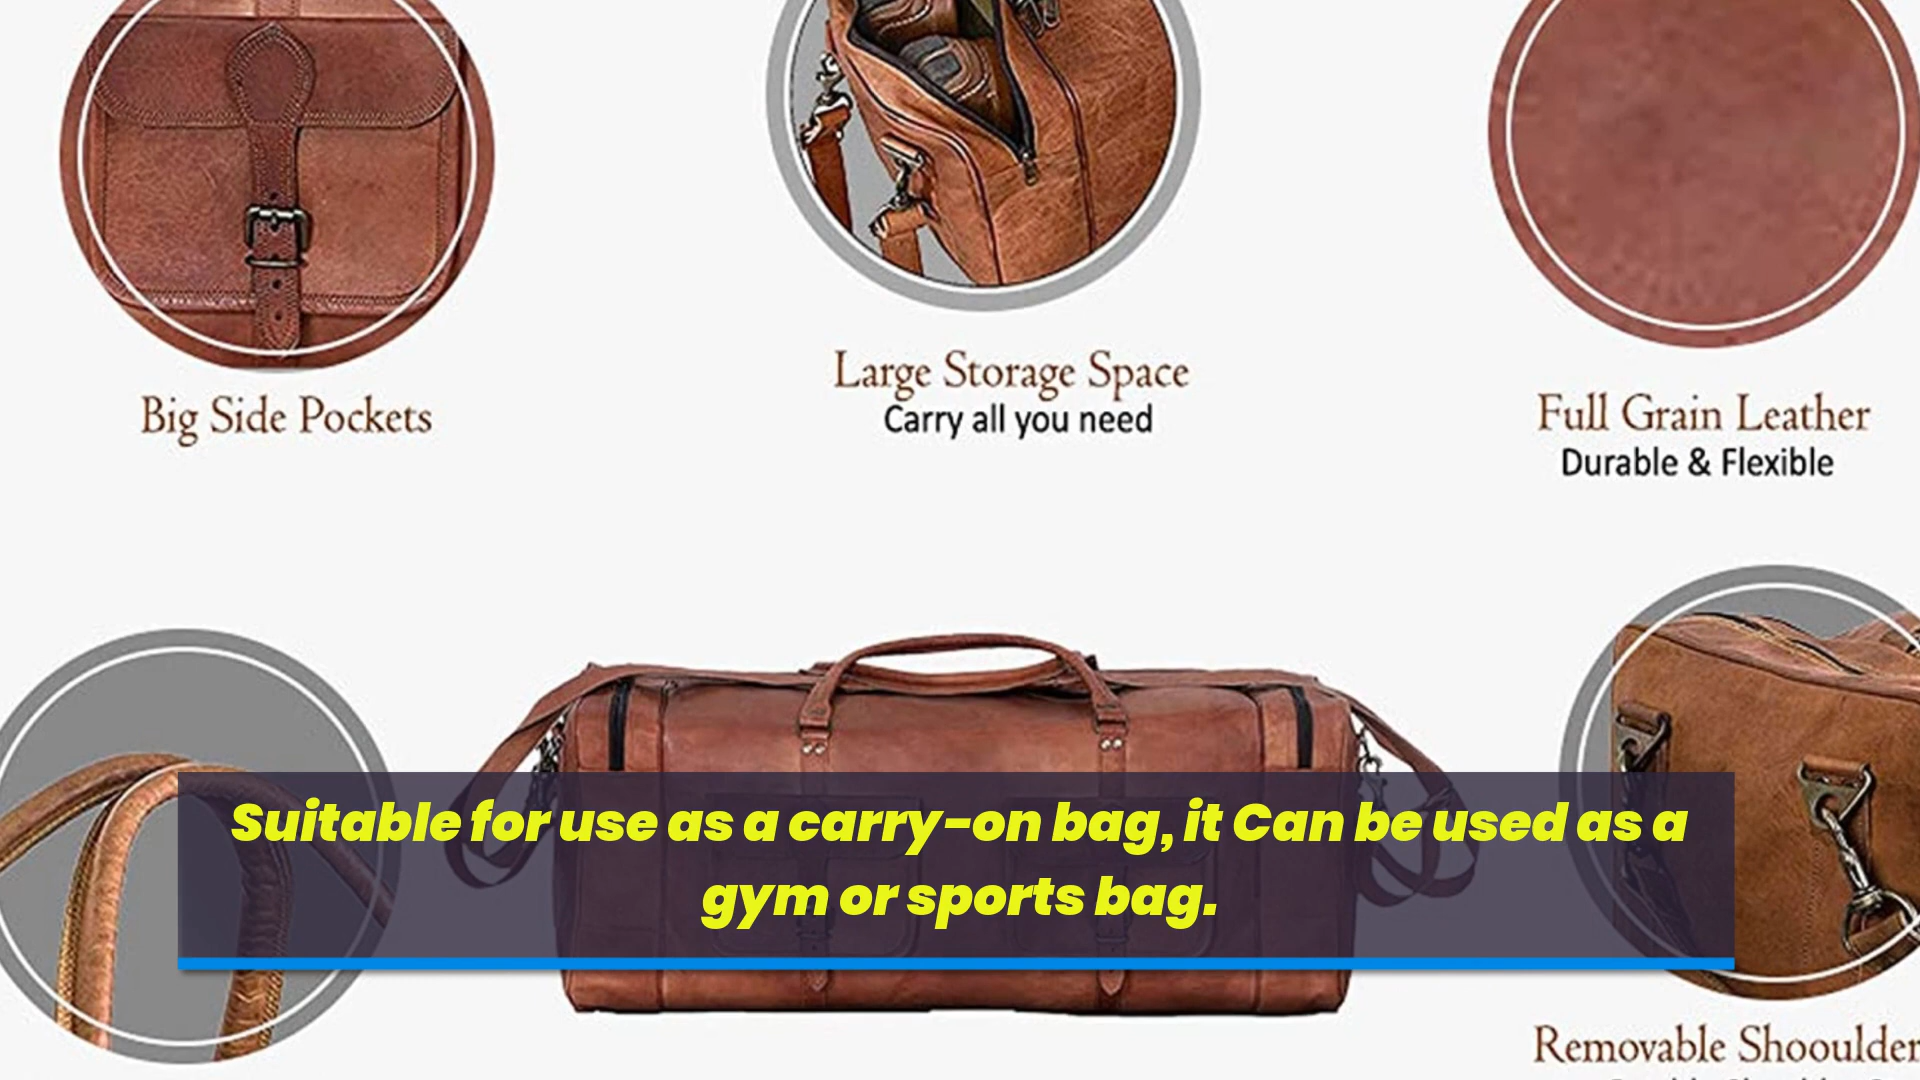 Big Side Pockets
Large Storage Space
Carry all you need
Full Grain Leather
Durable & Flexible
Suitable for use as a carry-on bag, it Can be used as a
gym or sports bag.
Removable Shooulder